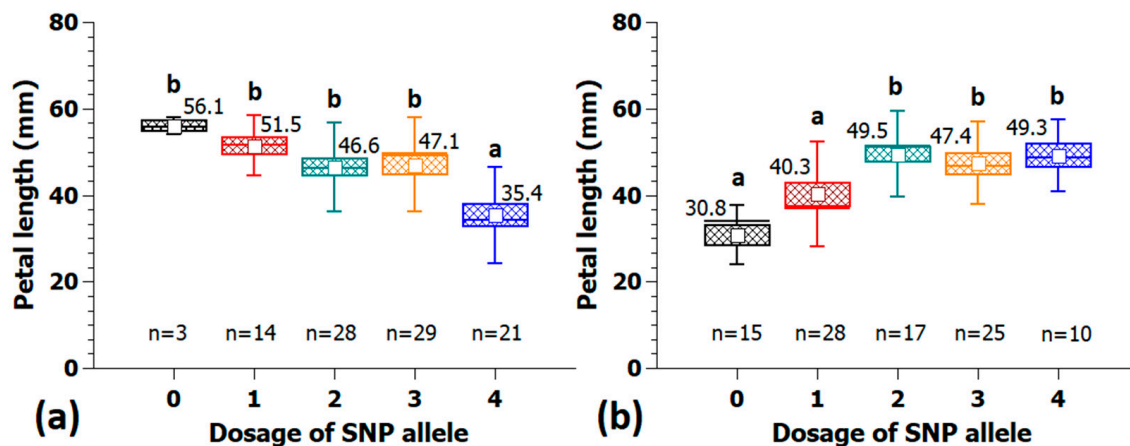 80
60
40
20
0
Petal length (mm)
b
b
b
b
a
56.1
51.5
46.6
47.1
35.4
n=3
n=14
n=28
n=29
n=21
0
1
2
3
4
Dosage of SNP allele
(a)
80
60
40
20
0
Petal length (mm)
a
a
b
b
b
30.8
40.3
49.5
47.4
49.3
n=15
n=28
n=17
n=25
n=10
0
1
2
3
4
Dosage of SNP allele
(b)